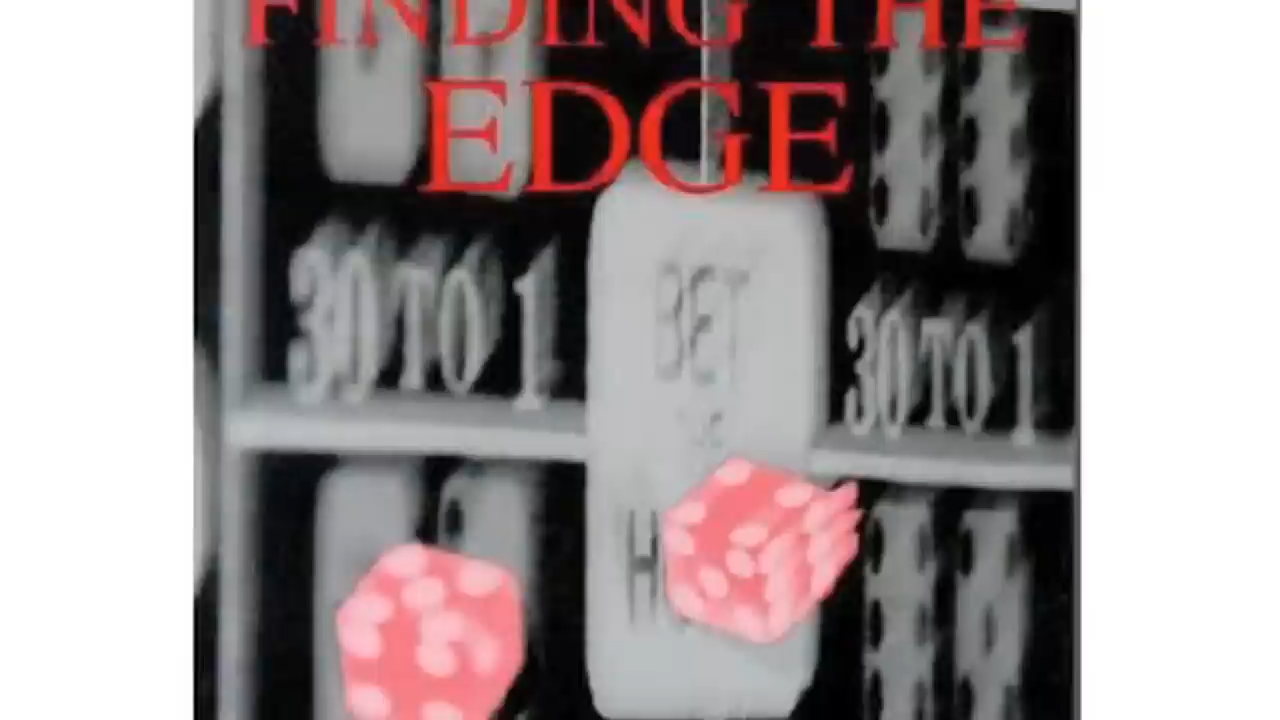 FINDING THE
EDGE
30 TO 1
BET
30 TO 1
H